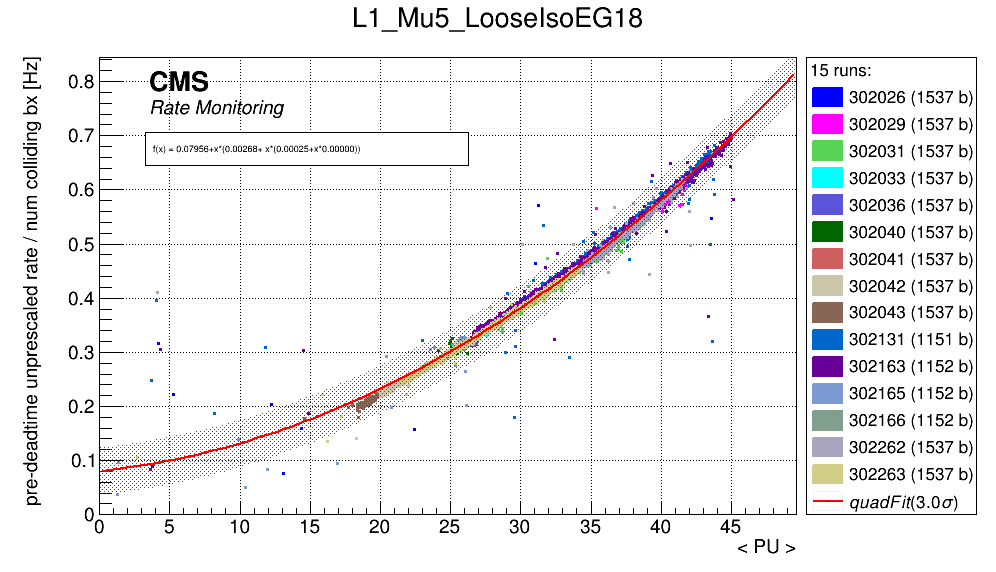 L1_Mu5_LooseIsoEG18
pre-deadtime unprescaled rate / num colliding bx [Hz]
CMS
Rate Monitoring
f(x) = 0.07956+x*(0.00268+ x*(0.00025+x*0.00000))
0.8
0.7
0.6
0.5
0.4
0.3
0.2
0.1
0
0 5 10 15 20 25 30 35 40 45
< PU >
15 runs:
302026 (1537 b)
302029 (1537 b)
302031 (1537 b)
302033 (1537 b)
302036 (1537 b)
302040 (1537 b)
302041 (1537 b)
302042 (1537 b)
302043 (1537 b)
302131 (1151 b)
302163 (1152 b)
302165 (1152 b)
302166 (1152 b)
302262 (1537 b)
302263 (1537 b)
quadFit(3.0σ)